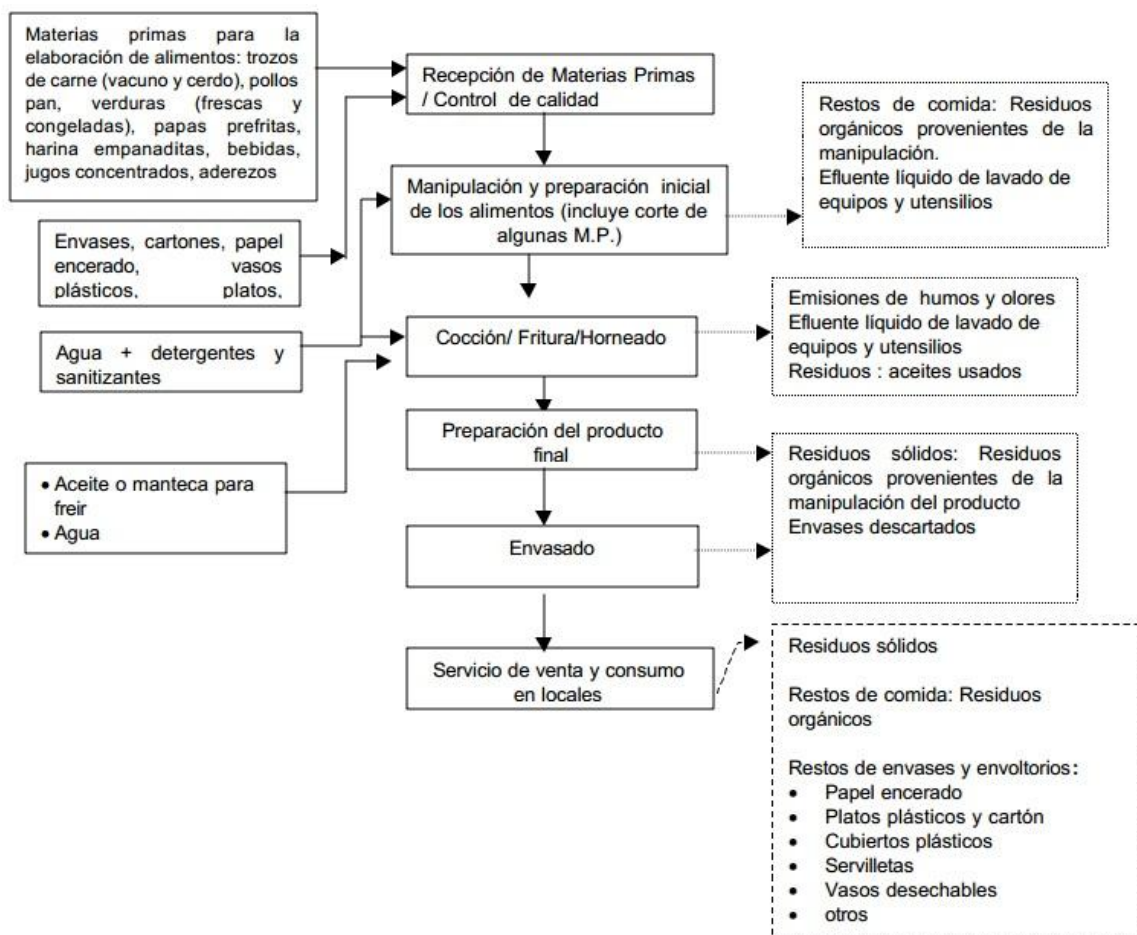 Materias primas para la
elaboración de alimentos: trozos
de carne (vacuno y cerdo), pollos
pan, verduras (frescas y
congeladas), papas prefritas,
harina empanaditas, bebidas,
jugos concentrados, aderezos
Envases, cartones, papel
encerado, vasos
plásticos, platos,
Agua + detergentes y
sanitizantes
• Aceite o manteca para
freir
• Agua
Recepción de Materias Primas
/ Control de calidad
Manipulación y preparación inicial
de los alimentos (incluye corte de
algunas M.P.)
Cocción/ Fritura/Horneado
Preparación del producto
final
Envasado
Servicio de venta y consumo
en locales
Restos de comida: Residuos
orgánicos provenientes de la
manipulación.
Efluente líquido de lavado de
equipos y utensilios
Emisiones de humos y olores
Efluente líquido de lavado de
equipos y utensilios
Residuos : aceites usados
Residuos sólidos: Residuos
orgánicos provenientes de la
manipulación del producto
Envases descartados
Residuos sólidos
Restos de comida: Residuos
orgánicos
Restos de envases y envoltorios:
• Papel encerado
• Platos plásticos y cartón
• Cubiertos plásticos
• Servilletas
• Vasos desechables
• otros